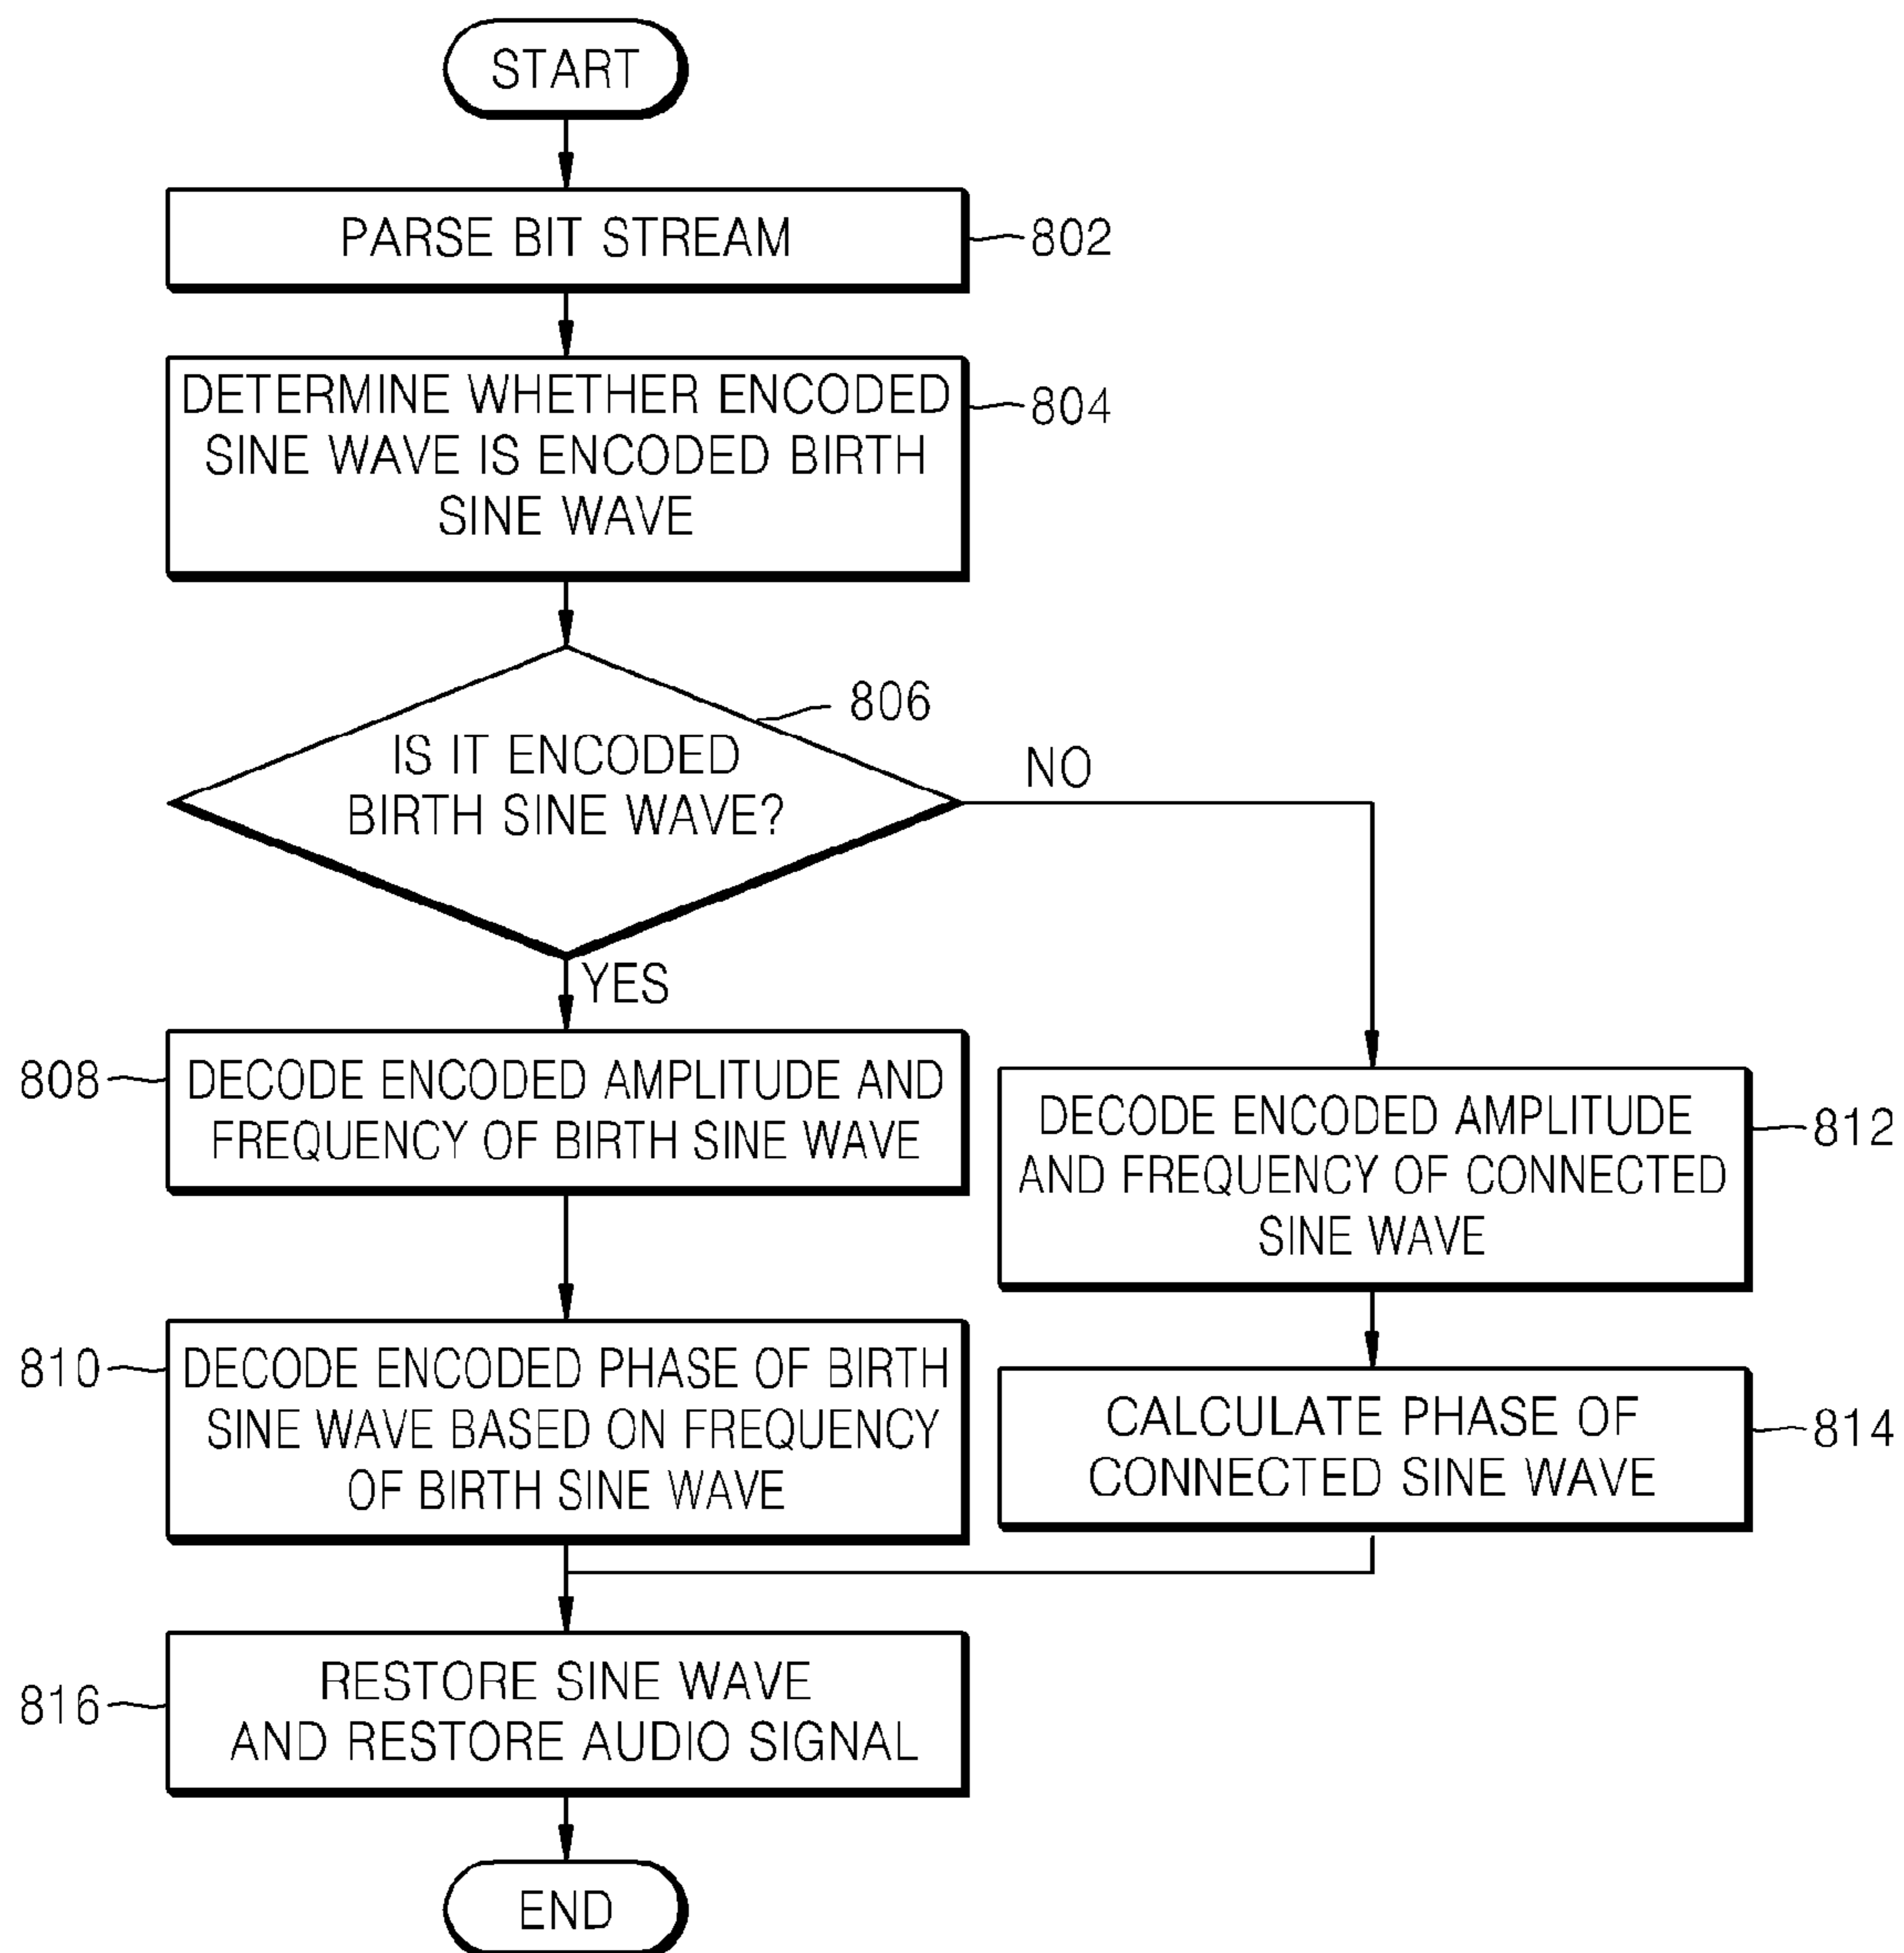 START
PARSE BIT STREAM
802
DETERMINE WHETHER ENCODED
SINE WAVE IS ENCODED BIRTH
SINE WAVE
804
806
IS IT ENCODED
BIRTH SINE WAVE?
NO
YES
808
DECODE ENCODED AMPLITUDE AND
FREQUENCY OF BIRTH SINE WAVE
DECODE ENCODED AMPLITUDE
AND FREQUENCY OF CONNECTED
SINE WAVE
812
810
DECODE ENCODED PHASE OF BIRTH
SINE WAVE BASED ON FREQUENCY
OF BIRTH SINE WAVE
CALCULATE PHASE OF
CONNECTED SINE WAVE
814
816
RESTORE SINE WAVE
AND RESTORE AUDIO SIGNAL
END